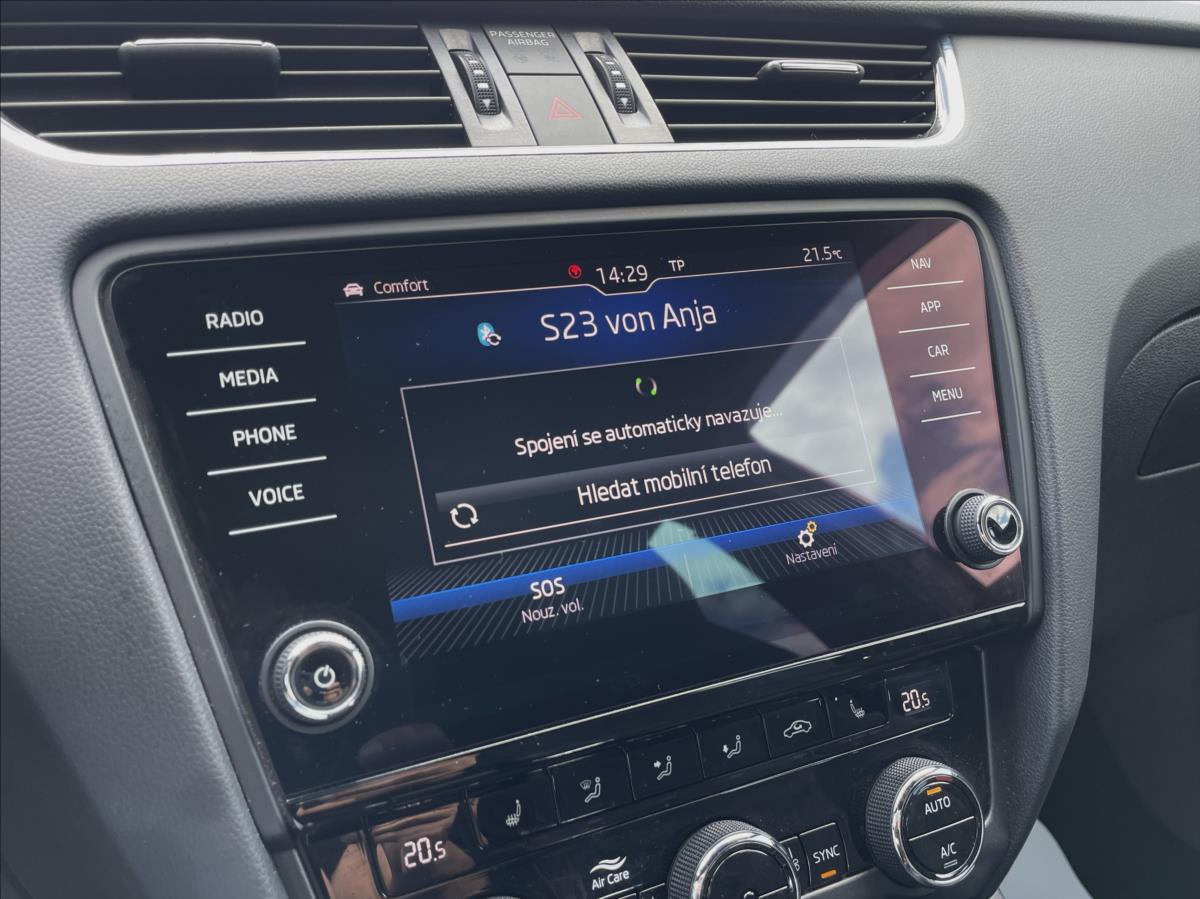 PASSENGER
AIRBAG
Comfort
14:29
TP
21.5°C
S23 von Anja
Spojení se automaticky navazuje...
Hledat mobilní telefon
SOS
Nouz. vol.
Nastavení
RADIO
MEDIA
PHONE
VOICE
NAV
APP
CAR
MENU
20.5
20.5
Air Care
SYNC
AUTO
A/C